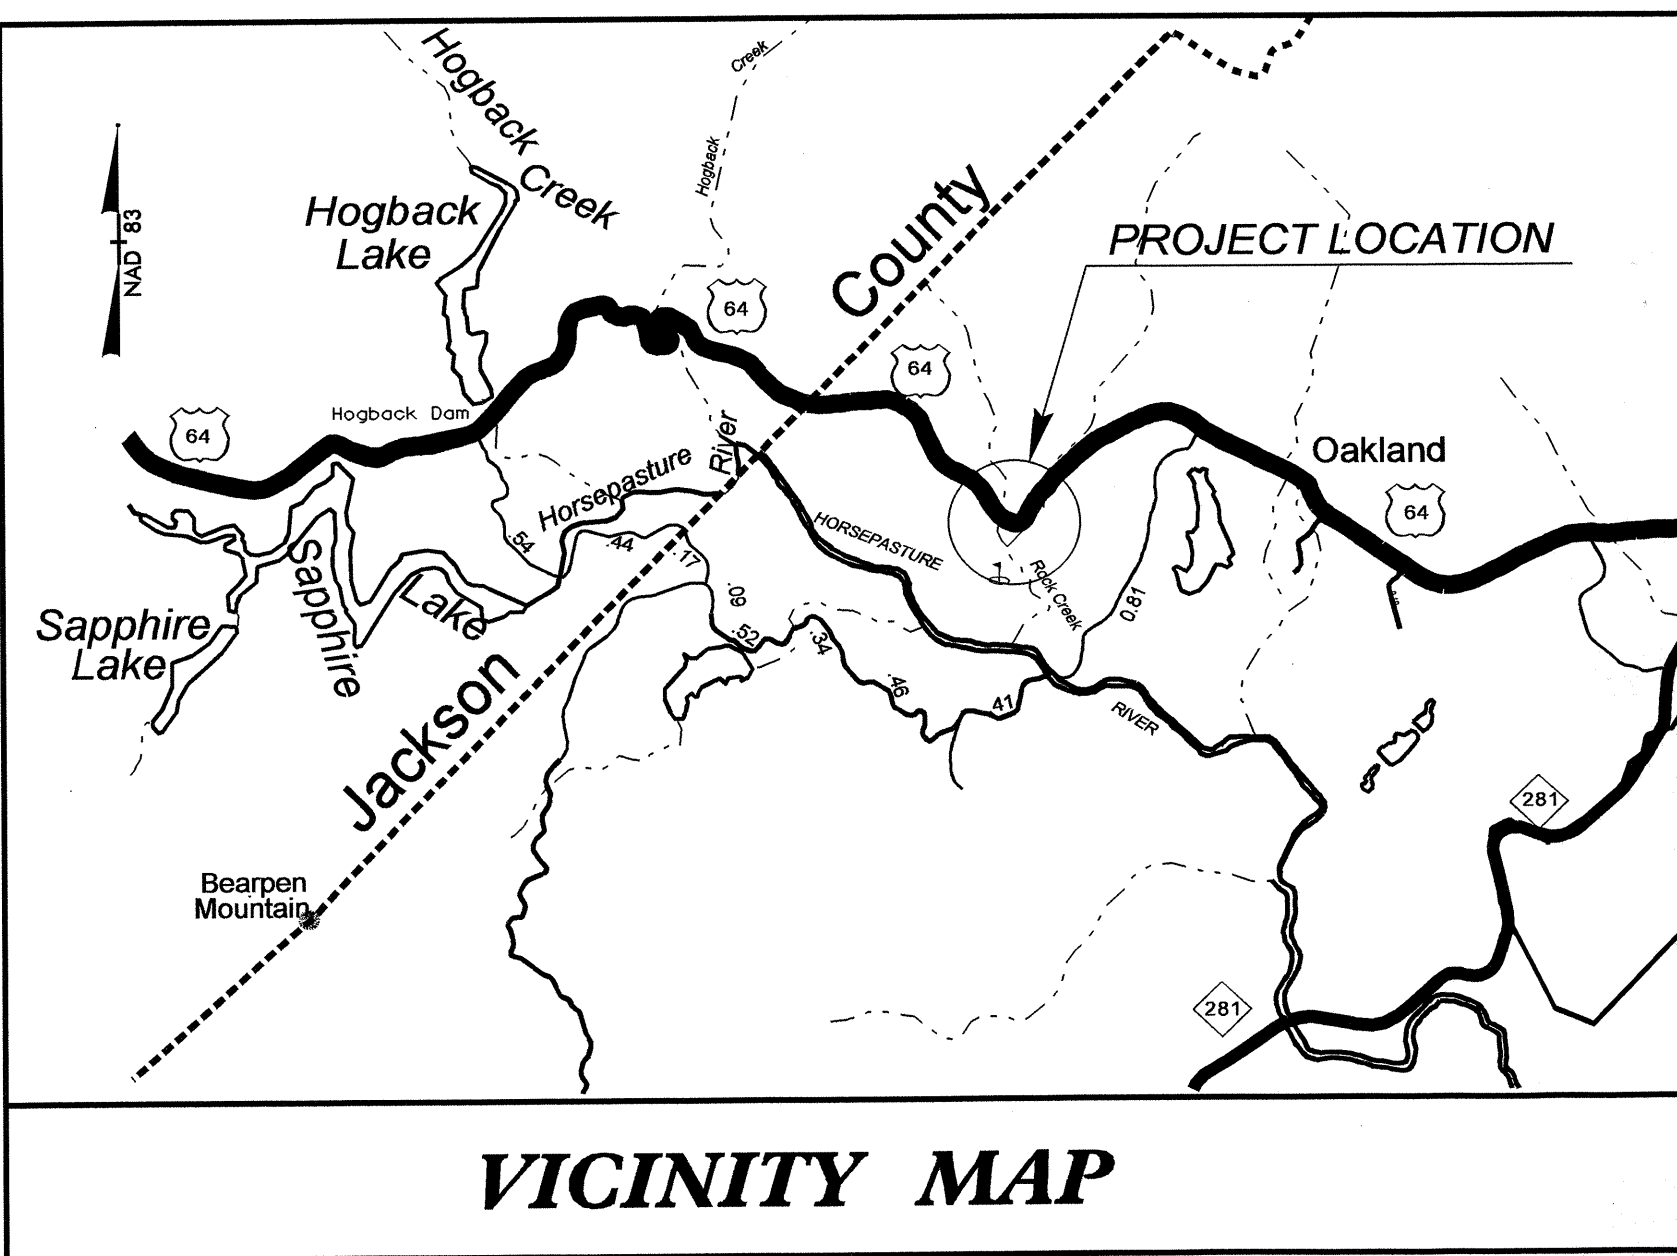 Hogback
Creek
Creek
Hogback
Hogback
Lake
County
PROJECT LOCATION
NAD 83
64
64
64
64
Hogback Dam
Oakland
River
Horsepasture
HORSEPASTURE
.54
.44
.17
.09
.52
.34
.46
.41
0.81
Rock Creek
RIVER
Sapphire
Lake
Sapphire
Lake
Jackson
281
281
Bearpen
Mountain
VICINITY MAP